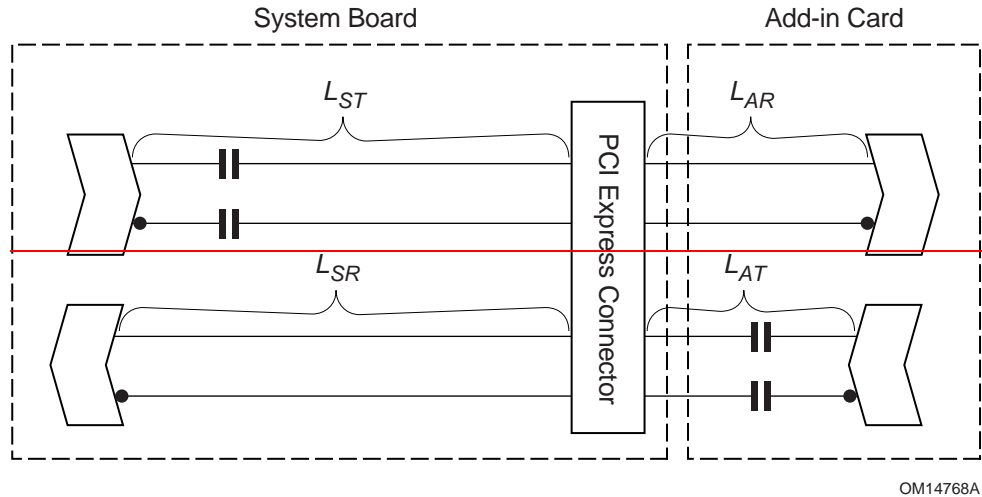 System Board
Add-in Card
L_ST
L_AR
PCI Express Connector
L_SR
L_AT
OM14768A